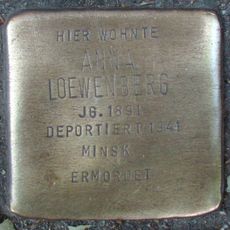 HIER WOHNTE
ANNA
LOEWENBERG
JG. 1891
DEPORTIERT 1941
MINSK
ERMORDET